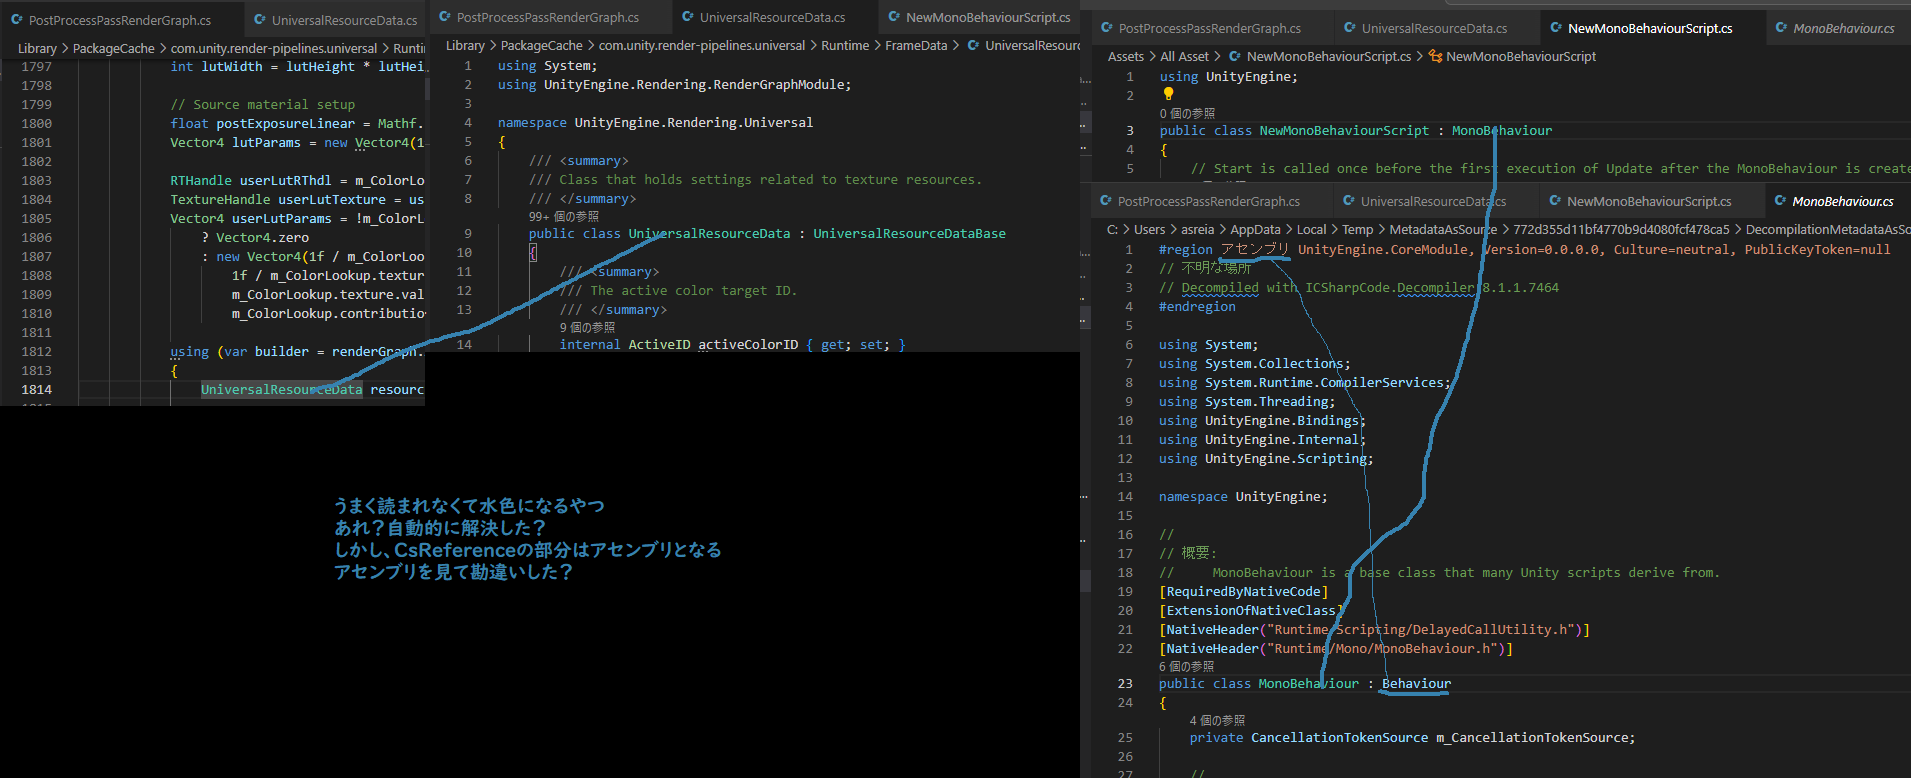 PostProcessPassRenderGraph.cs
UniversalResourceData.cs
Library > PackageCache > com.unity.render-pipelines.universal > Runti
1797 int lutWidth = lutHeight * lutHei
1798
1799 // Source material setup
1800 float postExposureLinear = Mathf.
1801 Vector4 lutParams = new Vector4(1
1802
1803 RTHandle userLutRThdl = m_ColorLo
1804 TextureHandle userLutTexture = us
1805 Vector4 userLutParams = !m_ColorL
1806 ? Vector4.zero
1807 : new Vector4(1f / m_ColorLoo
1808 1f / m_ColorLookup.textur
1809 m_ColorLookup.texture.val
1810 m_ColorLookup.contributio
1811
1812 using (var builder = renderGraph.
1813 {
1814 UniversalResourceData resourc
PostProcessPassRenderGraph.cs
UniversalResourceData.cs
NewMonoBehaviourScript.cs
Library > PackageCache > com.unity.render-pipelines.universal > Runtime > FrameData > UniversalResour
1 using System;
2 using UnityEngine.Rendering.RenderGraphModule;
3
4 namespace UnityEngine.Rendering.Universal
5 {
6 /// <summary>
7 /// Class that holds settings related to texture resources.
8 /// </summary>
99+ 個の参照
9 public class UniversalResourceData : UniversalResourceDataBase
10 {
11 /// <summary>
12 /// The active color target ID.
13 /// </summary>
9 個の参照
14 internal ActiveID activeColorID { get; set; }
うまく読まれなくて水色になるやつ
あれ？自動的に解決した？
しかし、CsReferenceの部分はアセンブリとなる
アセンブリを見て勘違いした？
PostProcessPassRenderGraph.cs
UniversalResourceData.cs
NewMonoBehaviourScript.cs
MonoBehaviour.cs
Assets > All Asset > NewMonoBehaviourScript.cs > NewMonoBehaviourScript
1 using UnityEngine;
2
0 個の参照
3 public class NewMonoBehaviourScript : MonoBehaviour
4 {
5 // Start is called once before the first execution of Update after the MonoBehaviour is create
PostProcessPassRenderGraph.cs
UniversalResourceData.cs
NewMonoBehaviourScript.cs
MonoBehaviour.cs
C: > Users > asreia > AppData > Local > Temp > MetadataAsSource > 772d355d11bf4770b9d4080fcf478ca5 > DecompilationMetadataAsSo
1 #region アセンブリ UnityEngine.CoreModule, Version=0.0.0.0, Culture=neutral, PublicKeyToken=null
2 // 不明な場所
3 // Decompiled with ICSharpCode.Decompiler 8.1.1.7464
4 #endregion
5
6 using System;
7 using System.Collections;
8 using System.Runtime.CompilerServices;
9 using System.Threading;
10 using UnityEngine.Bindings;
11 using UnityEngine.Internal;
12 using UnityEngine.Scripting;
13
14 namespace UnityEngine;
15
16 //
17 // 概要:
18 // MonoBehaviour is a base class that many Unity scripts derive from.
19 [RequiredByNativeCode]
20 [ExtensionOfNativeClass]
21 [NativeHeader("Runtime/Scripting/DelayedCallUtility.h")]
22 [NativeHeader("Runtime/Mono/MonoBehaviour.h")]
6 個の参照
23 public class MonoBehaviour : Behaviour
24 {
4 個の参照
25 private CancellationTokenSource m_CancellationTokenSource;
26
27 //